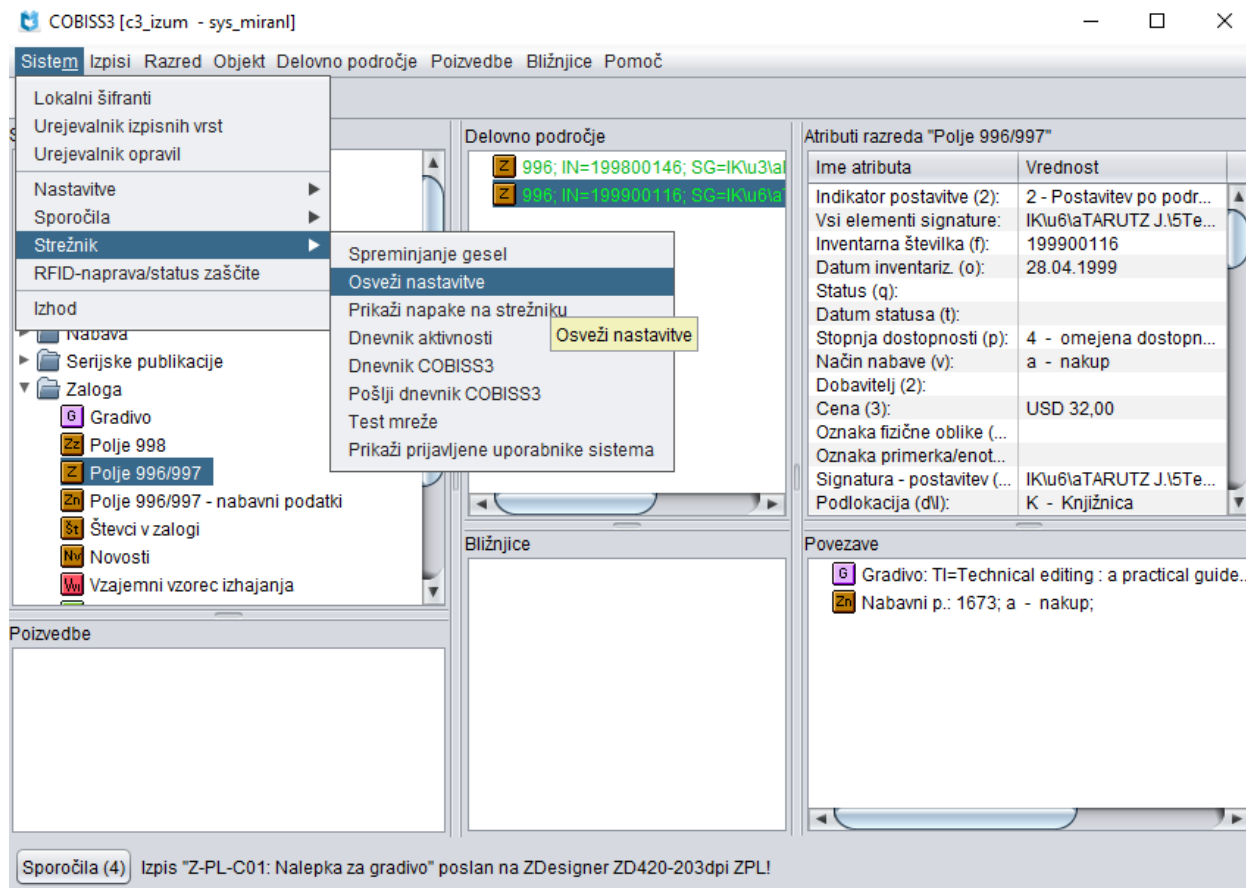 COBISS3 [c3_izum - sys_miranl]
Sistem Izpisi Razred Objekt Delovno področje Poizvedbe Bližnjice Pomoč
Lokalni šifranti
Urejevalnik izpisnih vrst
Urejevalnik opravil
Nastavitve
Sporočila
Strežnik
RFID-naprava/status zaščite
Izhod
Spreminjanje gesel
Osveži nastavitve
Prikaži napake na strežniku
Dnevnik aktivnosti
Dnevnik COBISS3
Pošlji dnevnik COBISS3
Test mreže
Prikaži prijavljene uporabnike sistema
Osveži nastavitve
Nabava
Serijske publikacije
Zaloga
G Gradivo
Zz Polje 998
Z Polje 996/997
Zn Polje 996/997 - nabavni podatki
Št Števci v zalogi
Nv Novosti
Vvi Vzajemni vzorec izhajanja
Poizvedbe
Delovno področje
Z 996; IN=199800146; SG=IK\u3\a
Z 996; IN=199900116; SG=IK\u6\a
Bližnjice
Atributi razreda "Polje 996/997"
Ime atributa Vrednost
Indikator postavitve (2): 2 - Postavitev po podr...
Vsi elementi signature: IK\u6\aTARUTZ J.\5Te...
Inventarna številka (f): 199900116
Datum inventariz. (o): 28.04.1999
Status (q):
Datum statusa (t):
Stopnja dostopnosti (p): 4 - omejena dostopn...
Način nabave (v): a - nakup
Dobavitelj (2):
Cena (3): USD 32,00
Oznaka fizične oblike (...
Oznaka primerka/enot...
Signatura - postavitev (... IK\u6\aTARUTZ J.\5Te...
Podlokacija (d\l): K - Knjižnica
Povezave
G Gradivo: TI=Technical editing : a practical guide...
Zn Nabavni p.: 1673; a - nakup;
Sporočila (4) Izpis "Z-PL-C01: Nalepka za gradivo" poslan na ZDesigner ZD420-203dpi ZPL!